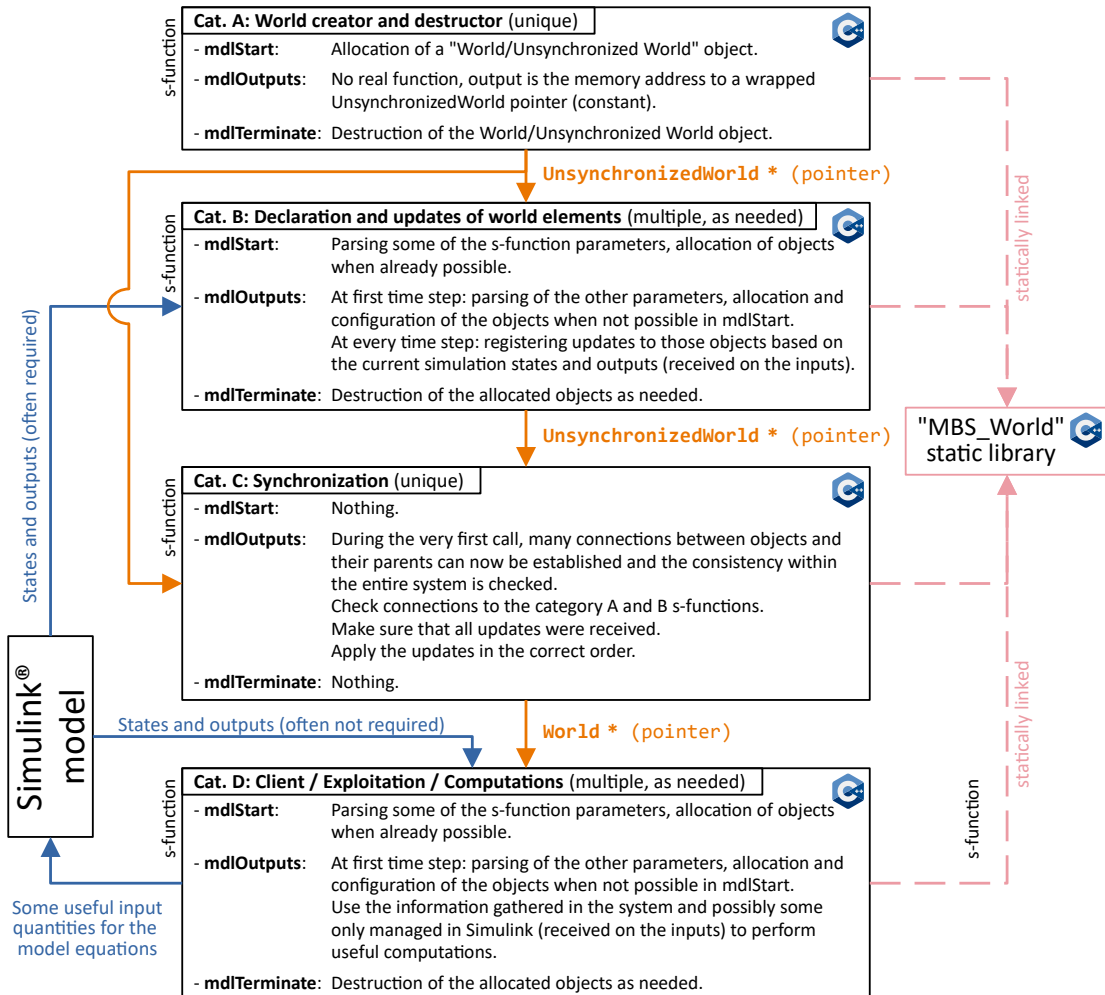 Cat. A: World creator and destructor (unique)
s-function
- mdlStart: Allocation of a "World/Unsynchronized World" object.
- mdlOutputs: No real function, output is the memory address to a wrapped
UnsynchronizedWorld pointer (constant).
- mdlTerminate: Destruction of the World/Unsynchronized World object.
UnsynchronizedWorld * (pointer)
Cat. B: Declaration and updates of world elements (multiple, as needed)
s-function
- mdlStart: Parsing some of the s-function parameters, allocation of objects
when already possible.
- mdlOutputs: At first time step: parsing of the other parameters, allocation and
configuration of the objects when not possible in mdlStart.
At every time step: registering updates to those objects based on
the current simulation states and outputs (received on the inputs).
- mdlTerminate: Destruction of the allocated objects as needed.
UnsynchronizedWorld * (pointer)
Cat. C: Synchronization (unique)
s-function
- mdlStart: Nothing.
- mdlOutputs: During the very first call, many connections between objects and
their parents can now be established and the consistency within
the entire system is checked.
Check connections to the category A and B s-functions.
Make sure that all updates were received.
Apply the updates in the correct order.
- mdlTerminate: Nothing.
World * (pointer)
Cat. D: Client / Exploitation / Computations (multiple, as needed)
s-function
- mdlStart: Parsing some of the s-function parameters, allocation of objects
when already possible.
- mdlOutputs: At first time step: parsing of the other parameters, allocation and
configuration of the objects when not possible in mdlStart.
Use the information gathered in the system and possibly some
only managed in Simulink (received on the inputs) to perform
useful computations.
- mdlTerminate: Destruction of the allocated objects as needed.
States and outputs (often required)
Simulink®
model
States and outputs (often not required)
Some useful input
quantities for the
model equations
statically linked
"MBS_World"
static library
statically linked
s-function